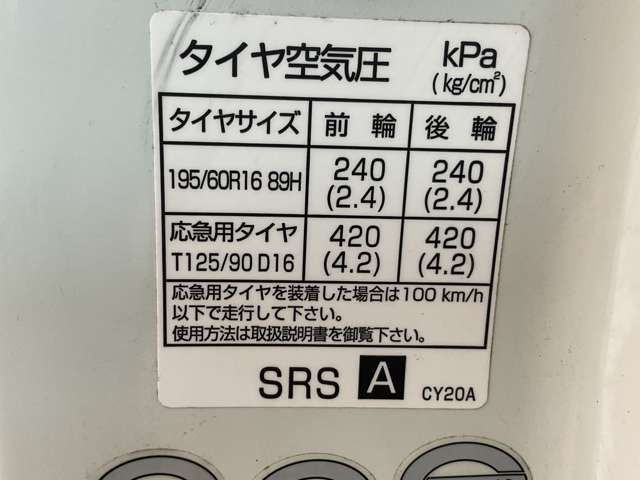 タイヤ空気圧 kPa
(kg/cm²)
タイヤサイズ 前輪 後輪
195/60R16 89H 240 (2.4) 240 (2.4)
応急用タイヤ T125/90 D16 420 (4.2) 420 (4.2)
応急用タイヤを装着した場合は100 km/h
以下で走行して下さい。
使用方法は取扱説明書を御覧下さい。
SRS A CY20A